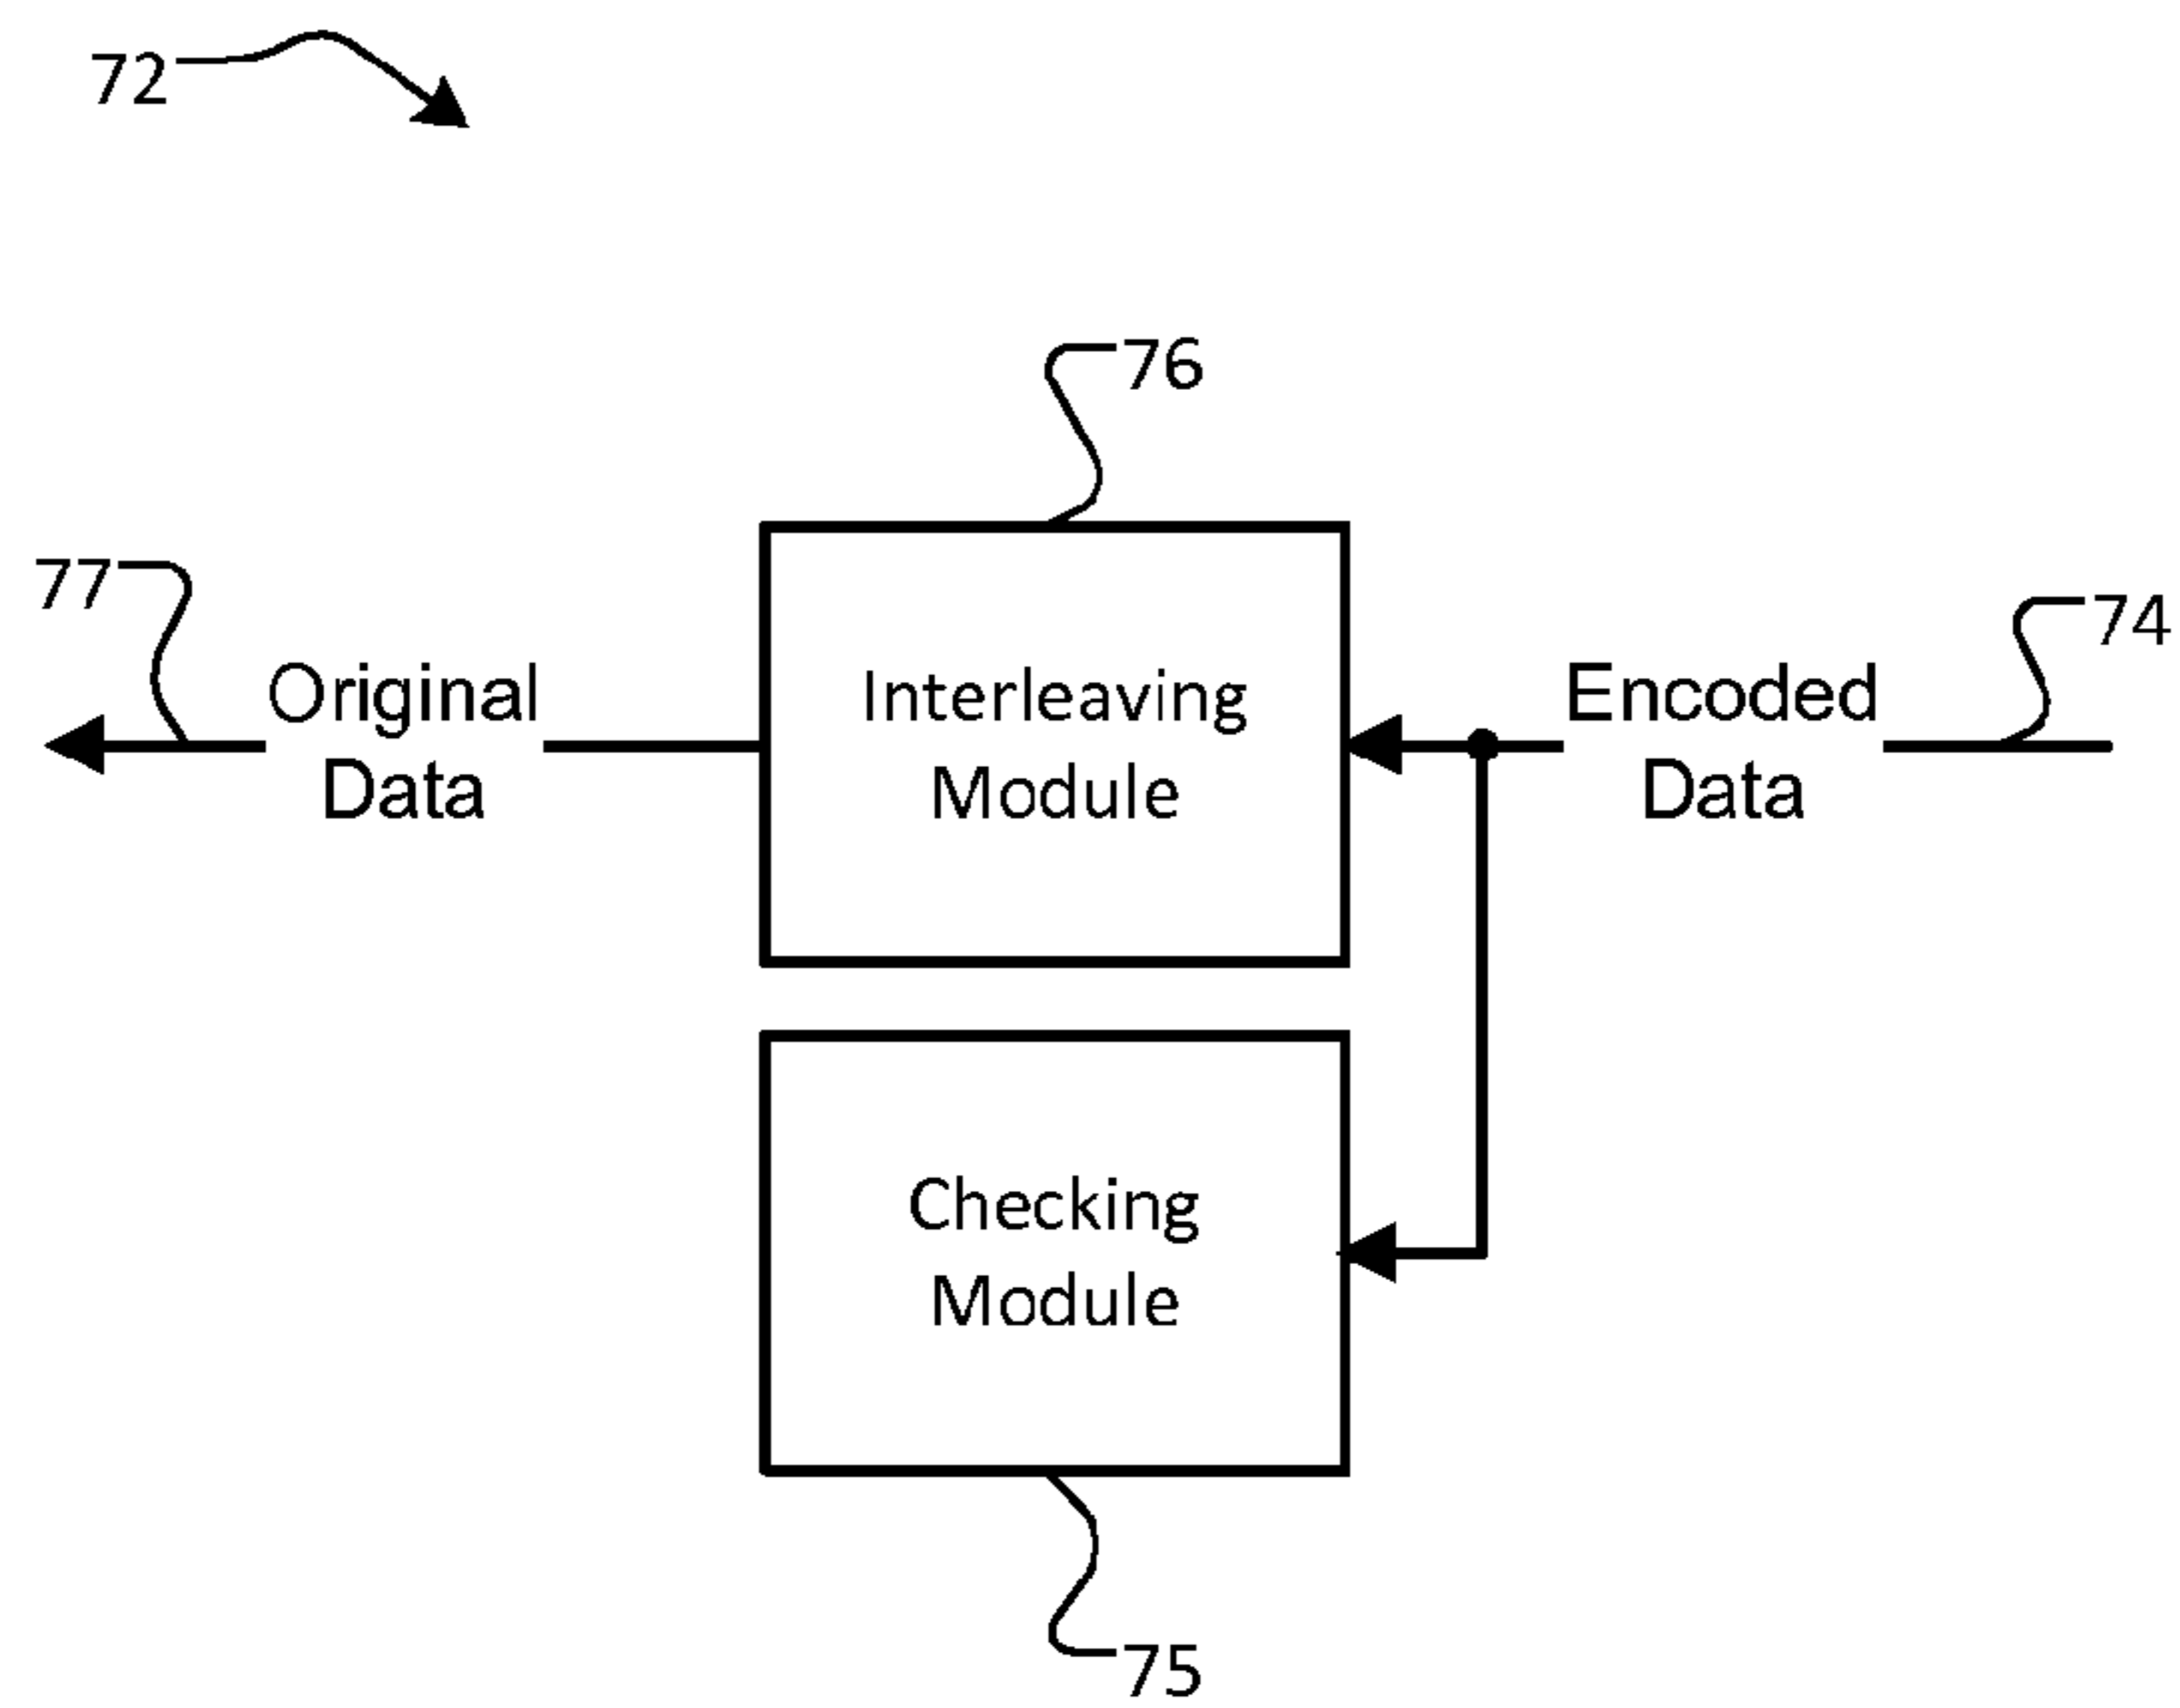 72
76
77
74
Original
Data
Interleaving
Module
Encoded
Data
Checking
Module
75